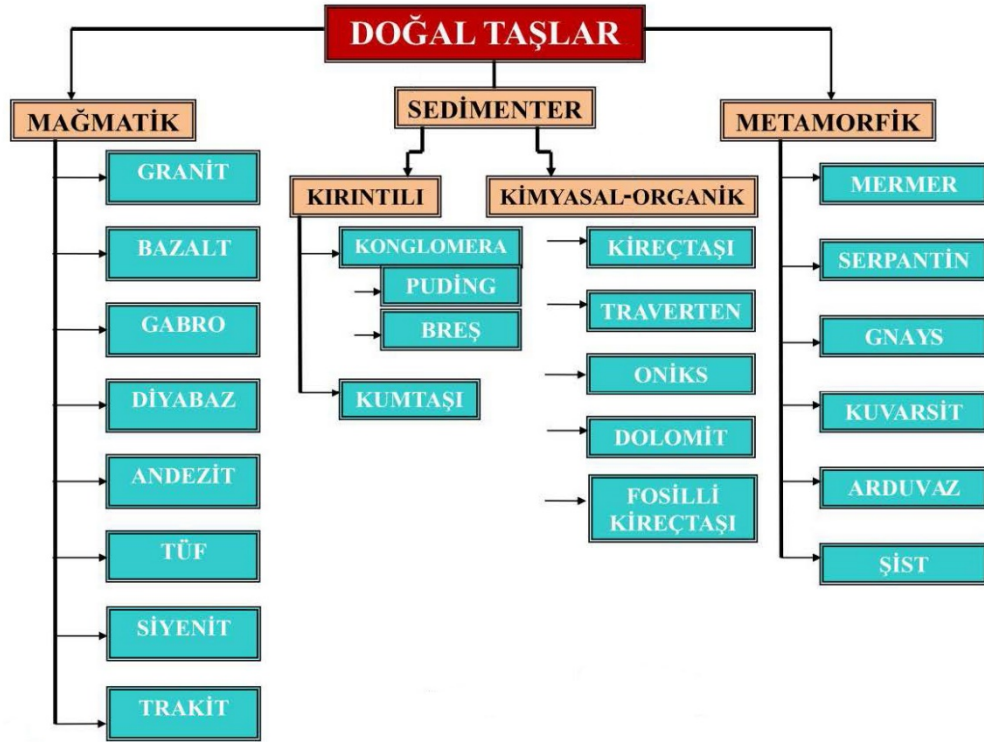 DOĞAL TAŞLAR
MAĞMATİK
GRANİT
BAZALT
GABRO
DİYABAZ
ANDEZİT
TÜF
SİYENİT
TRAKİT
SEDİMENTER
KIRINTILI
KONGLOMERA
PUDİNG
BREŞ
KUMTAŞI
KİMYASAL-ORGANİK
KİREÇTAŞI
TRAVERTEN
ONİKS
DOLOMİT
FOSİLLİ
KİREÇTAŞI
METAMORFİK
MERMER
SERPANTİN
GNAYS
KUVARSİT
ARDUVAZ
ŞİST